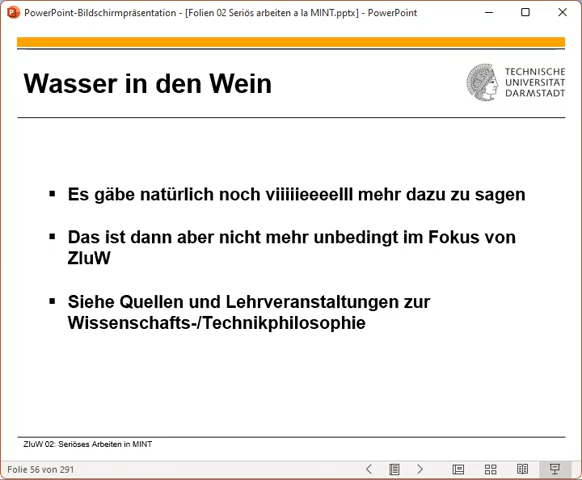 PowerPoint-Bildschirmpräsentation - [Folien 02 Seriös arbeiten a la MINT.pptx] - PowerPoint
Wasser in den Wein
TECHNISCHE
UNIVERSITÄT
DARMSTADT
Es gäbe natürlich noch viiiiieeeelll mehr dazu zu sagen
Das ist dann aber nicht mehr unbedingt im Fokus von
ZluW
Siehe Quellen und Lehrveranstaltungen zur
Wissenschafts-/Technikphilosophie
ZluW 02: Seriöses Arbeiten in MINT
Folie 56 von 291